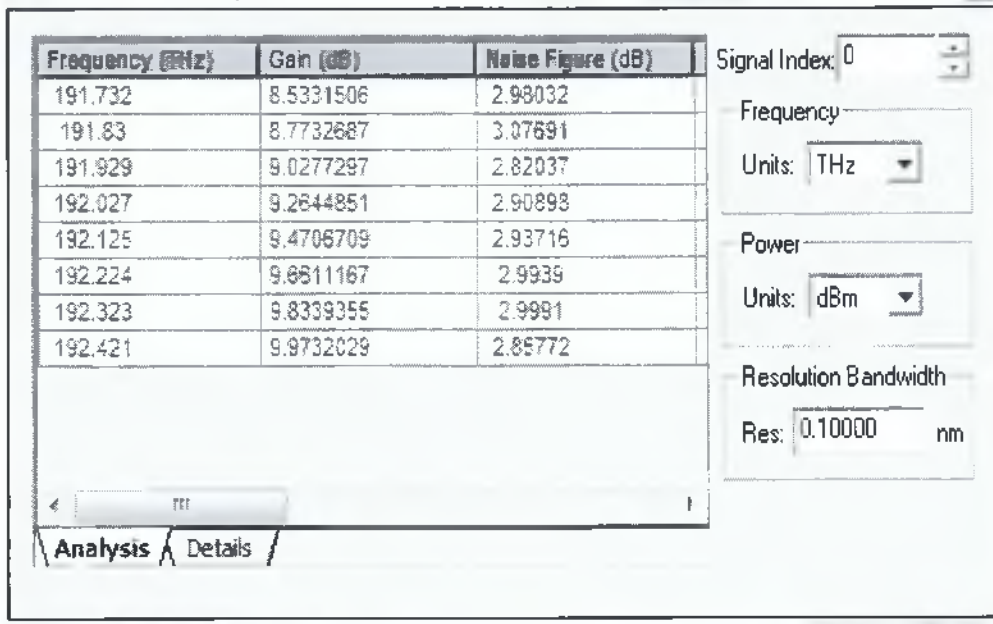 Frequency (THz) Gain (dB) Noise Figure (dB)
191.732 8.5331506 2.98032
191.83 8.7732687 3.07691
191.929 9.0277297 2.82037
192.027 9.2644851 2.90898
192.125 9.4706709 2.93716
192.224 9.6611167 2.9939
192.323 9.8339355 2.9991
192.421 9.9732029 2.85772
Analysis Details
Signal Index: 0
Frequency
Units: THz
Power
Units: dBm
Resolution Bandwidth
Res: 0.10000 nm